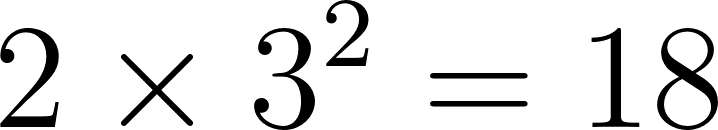 2 × 3² = 18